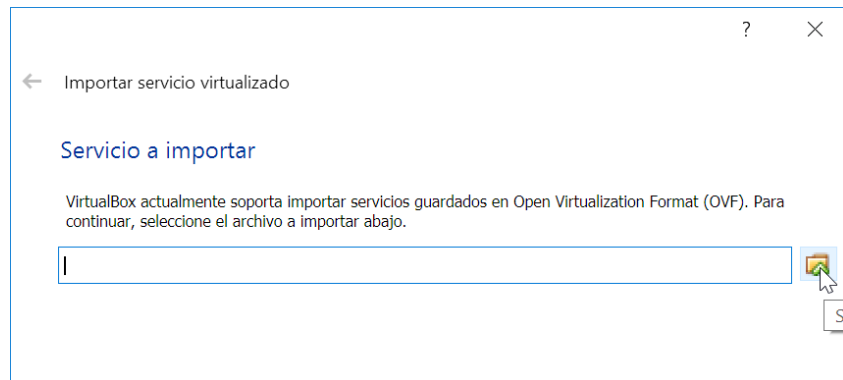 ?
Importar servicio virtualizado
Servicio a importar
VirtualBox actualmente soporta importar servicios guardados en Open Virtualization Format (OVF). Para
continuar, seleccione el archivo a importar abajo.
S